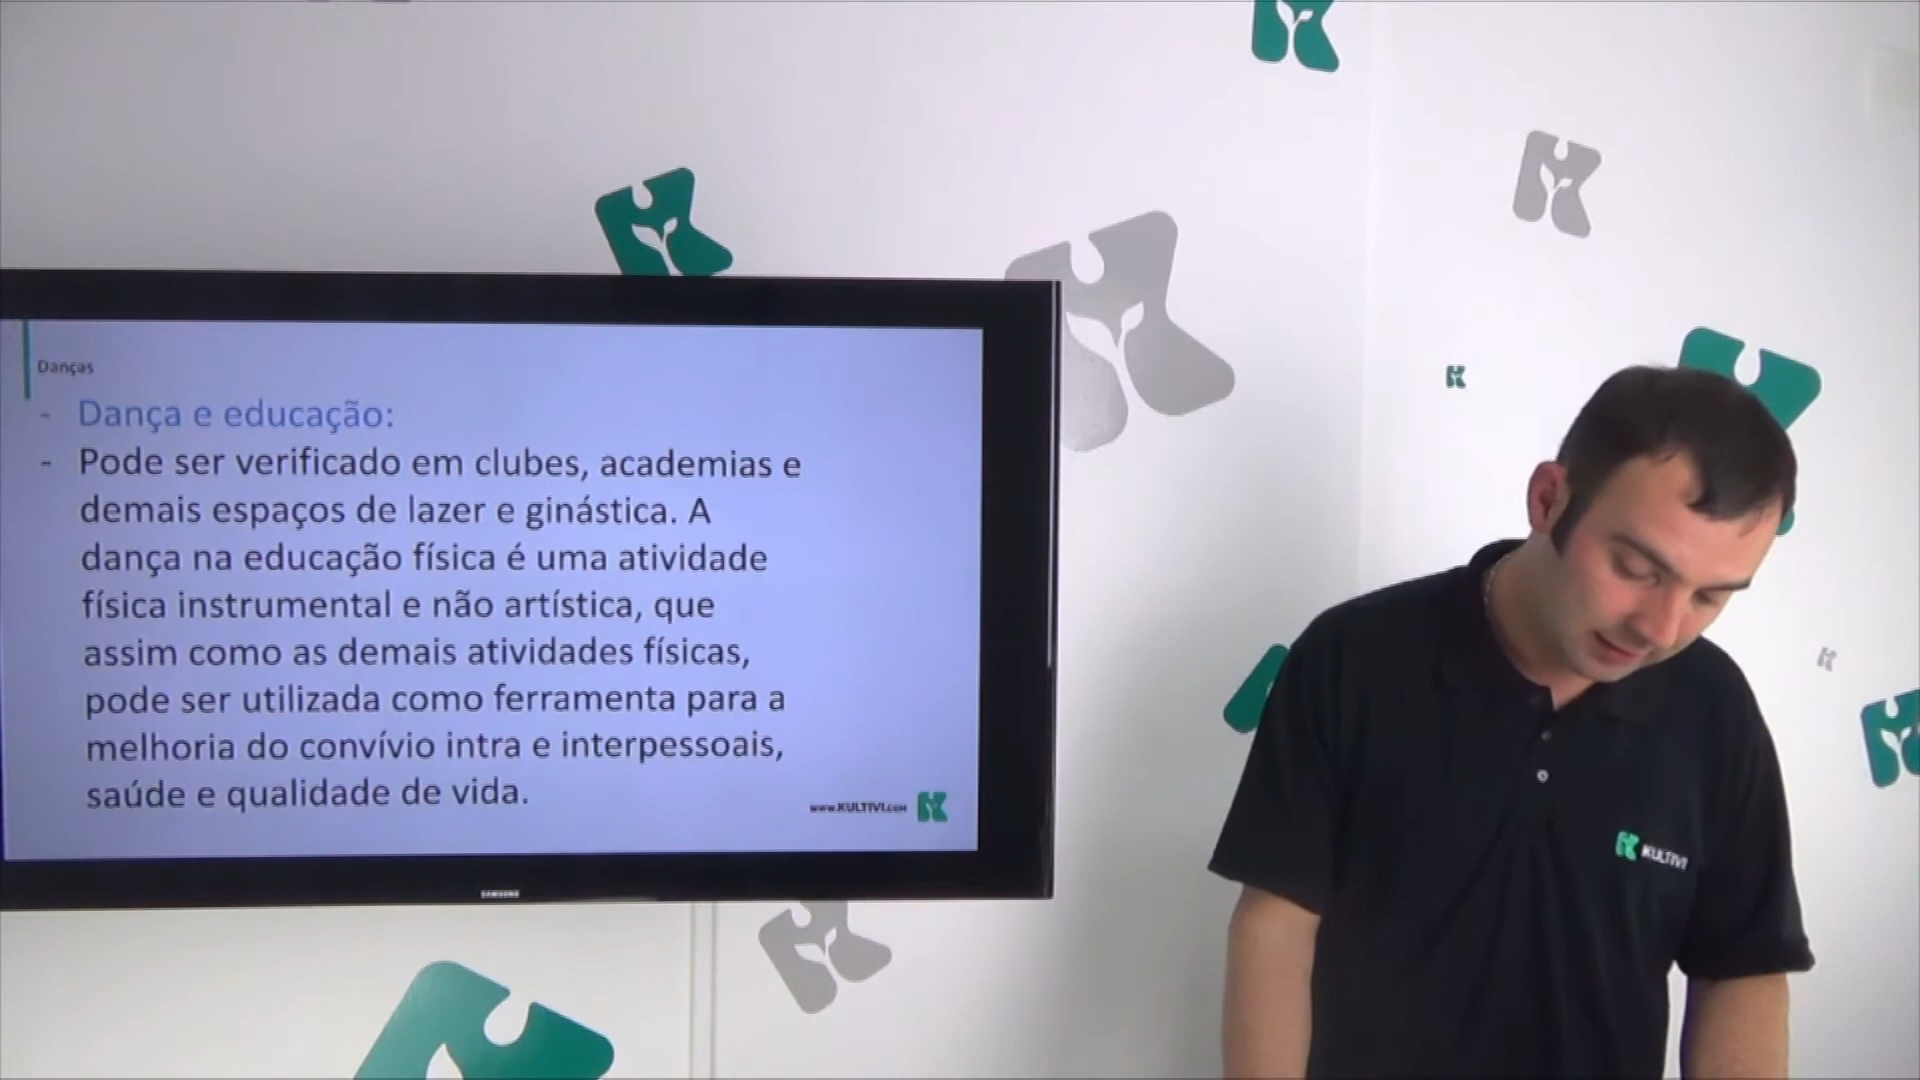 Danças
- Dança e educação:
- Pode ser verificado em clubes, academias e
demais espaços de lazer e ginástica. A
dança na educação física é uma atividade
física instrumental e não artística, que
assim como as demais atividades físicas,
pode ser utilizada como ferramenta para a
melhoria do convívio intra e interpessoais,
saúde e qualidade de vida.
www.KULTIVI.com
SAMSUNG
KULTIVI